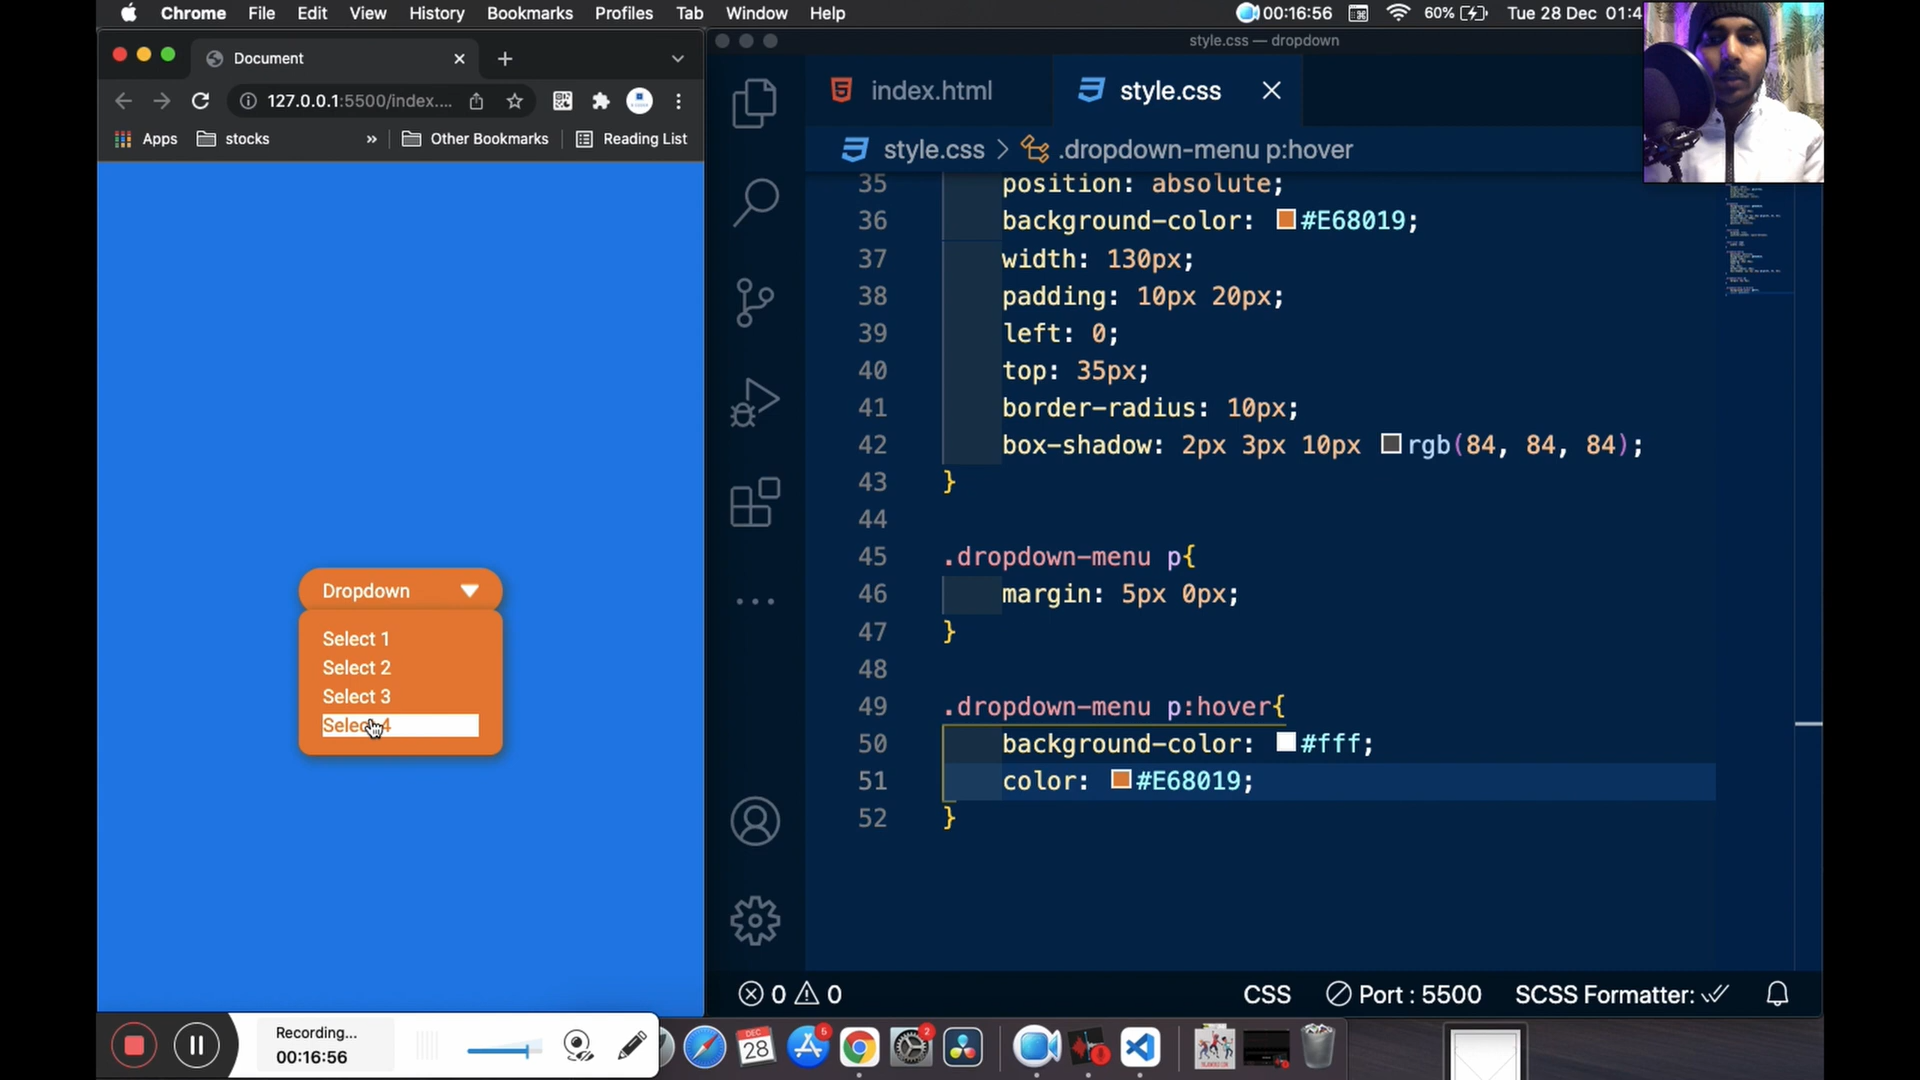 Chrome File Edit View History Bookmarks Profiles Tab Window Help 00:16:56 60% Tue 28 Dec 01:4
Document
127.0.0.1:5500/index....
Apps stocks » Other Bookmarks Reading List
Dropdown
Select 1
Select 2
Select 3
Select 4
style.css — dropdown
index.html style.css
style.css > .dropdown-menu p:hover
35 position: absolute;
36 background-color: #E68019;
37 width: 130px;
38 padding: 10px 20px;
39 left: 0;
40 top: 35px;
41 border-radius: 10px;
42 box-shadow: 2px 3px 10px rgb(84, 84, 84);
43 }
44
45 .dropdown-menu p{
46 margin: 5px 0px;
47 }
48
49 .dropdown-menu p:hover{
50 background-color: #fff;
51 color: #E68019;
52 }
0 0 CSS Port : 5500 SCSS Formatter:
Recording...
00:16:56
DEC
28
5
2